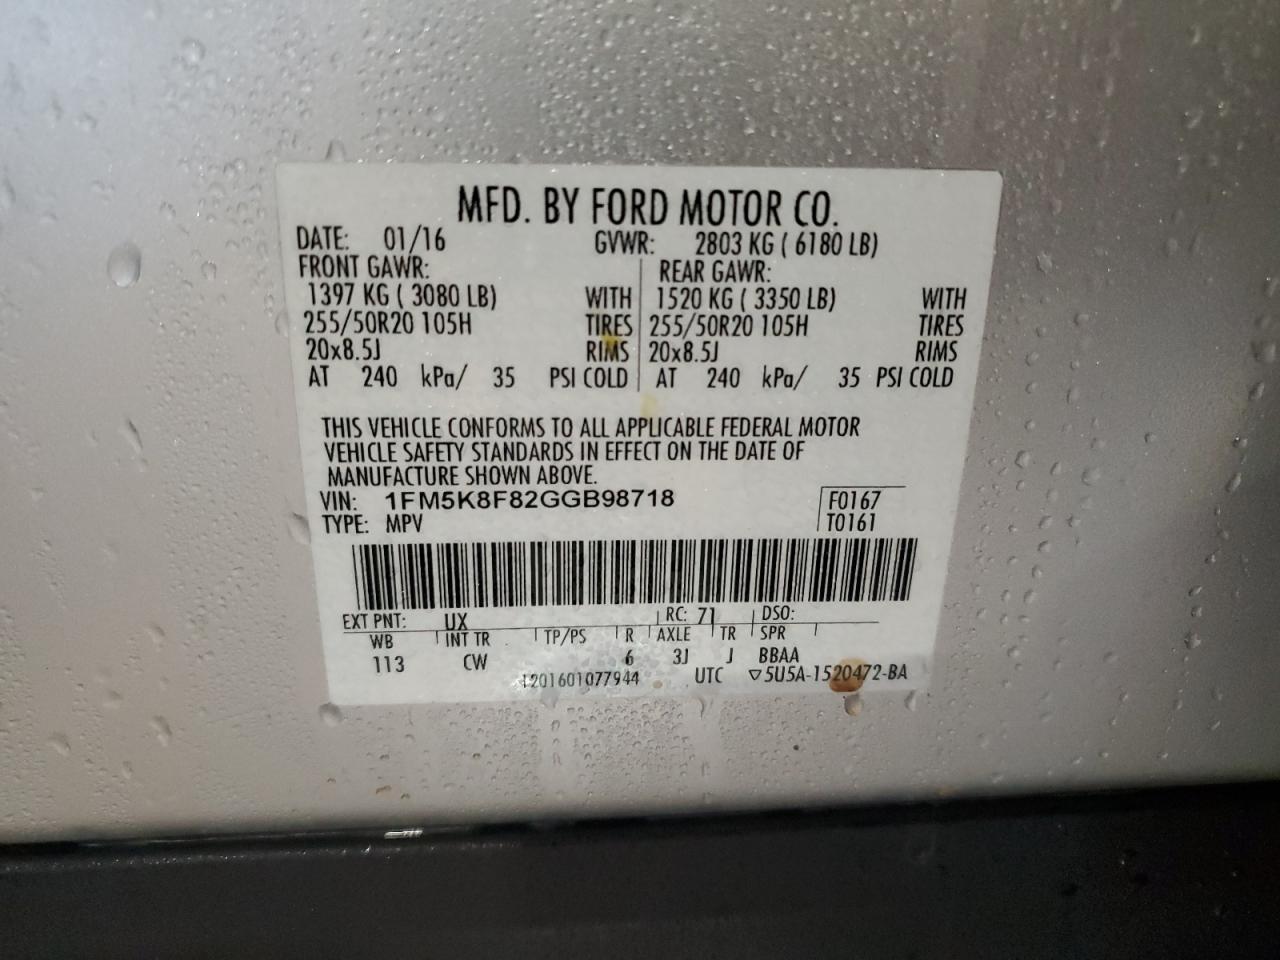 MFD. BY FORD MOTOR CO.
DATE: 01/16 GVWR: 2803 KG ( 6180 LB)
FRONT GAWR: REAR GAWR:
1397 KG ( 3080 LB) WITH 1520 KG ( 3350 LB) WITH
255/50R20 105H TIRES 255/50R20 105H TIRES
20x8.5J RIMS 20x8.5J RIMS
AT 240 kPa/ 35 PSI COLD AT 240 kPa/ 35 PSI COLD
THIS VEHICLE CONFORMS TO ALL APPLICABLE FEDERAL MOTOR
VEHICLE SAFETY STANDARDS IN EFFECT ON THE DATE OF
MANUFACTURE SHOWN ABOVE.
VIN: 1FM5K8F82GGB98718 F0167
TYPE: MPV T0161
EXT PNT: UX RC: 71 DSO:
WB INT TR TP/PS R AXLE TR SPR
113 CW 6 3J J BBAA
1201601077944 UTC ▽5U5A-1520472-BA